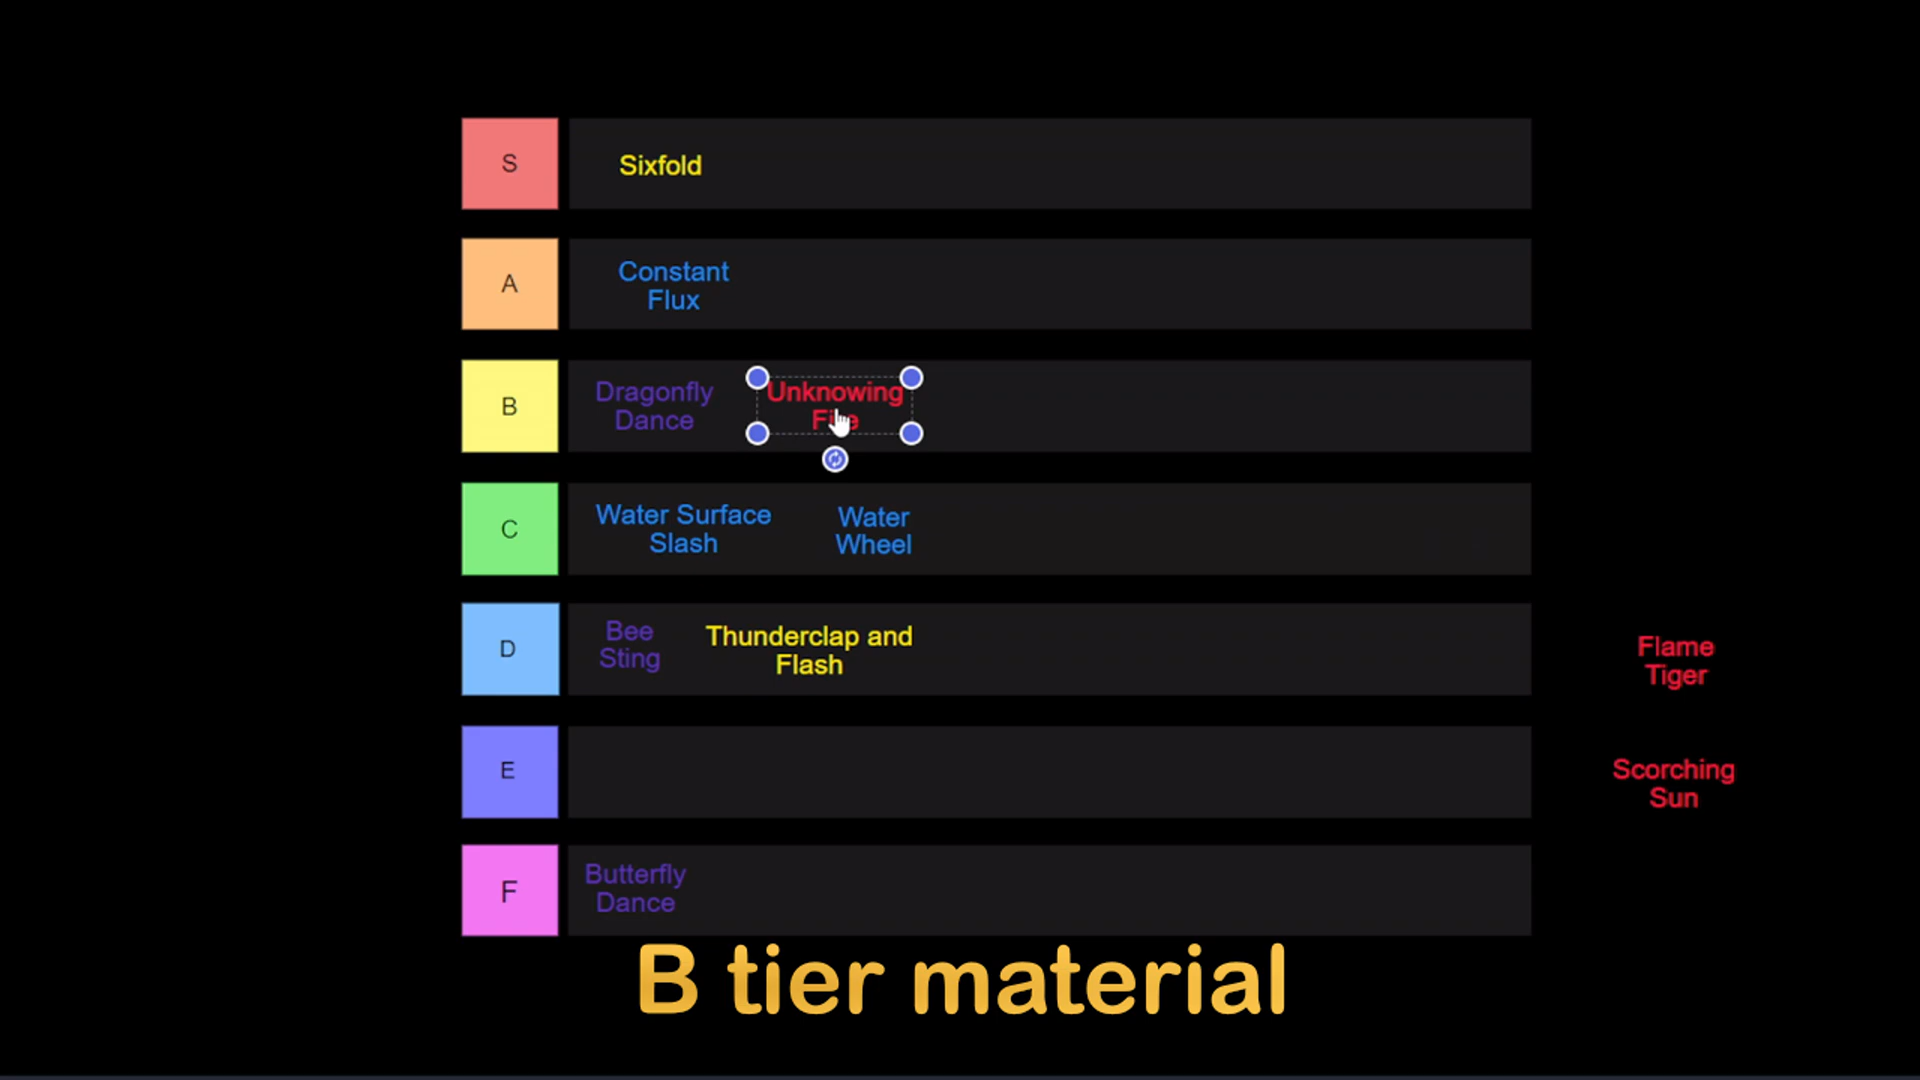 S
Sixfold
A
Constant
Flux
B
Dragonfly
Dance
Unknowing
Fire
C
Water Surface
Slash
Water
Wheel
D
Bee
Sting
Thunderclap and
Flash
Flame
Tiger
E
Scorching
Sun
F
Butterfly
Dance
B tier material